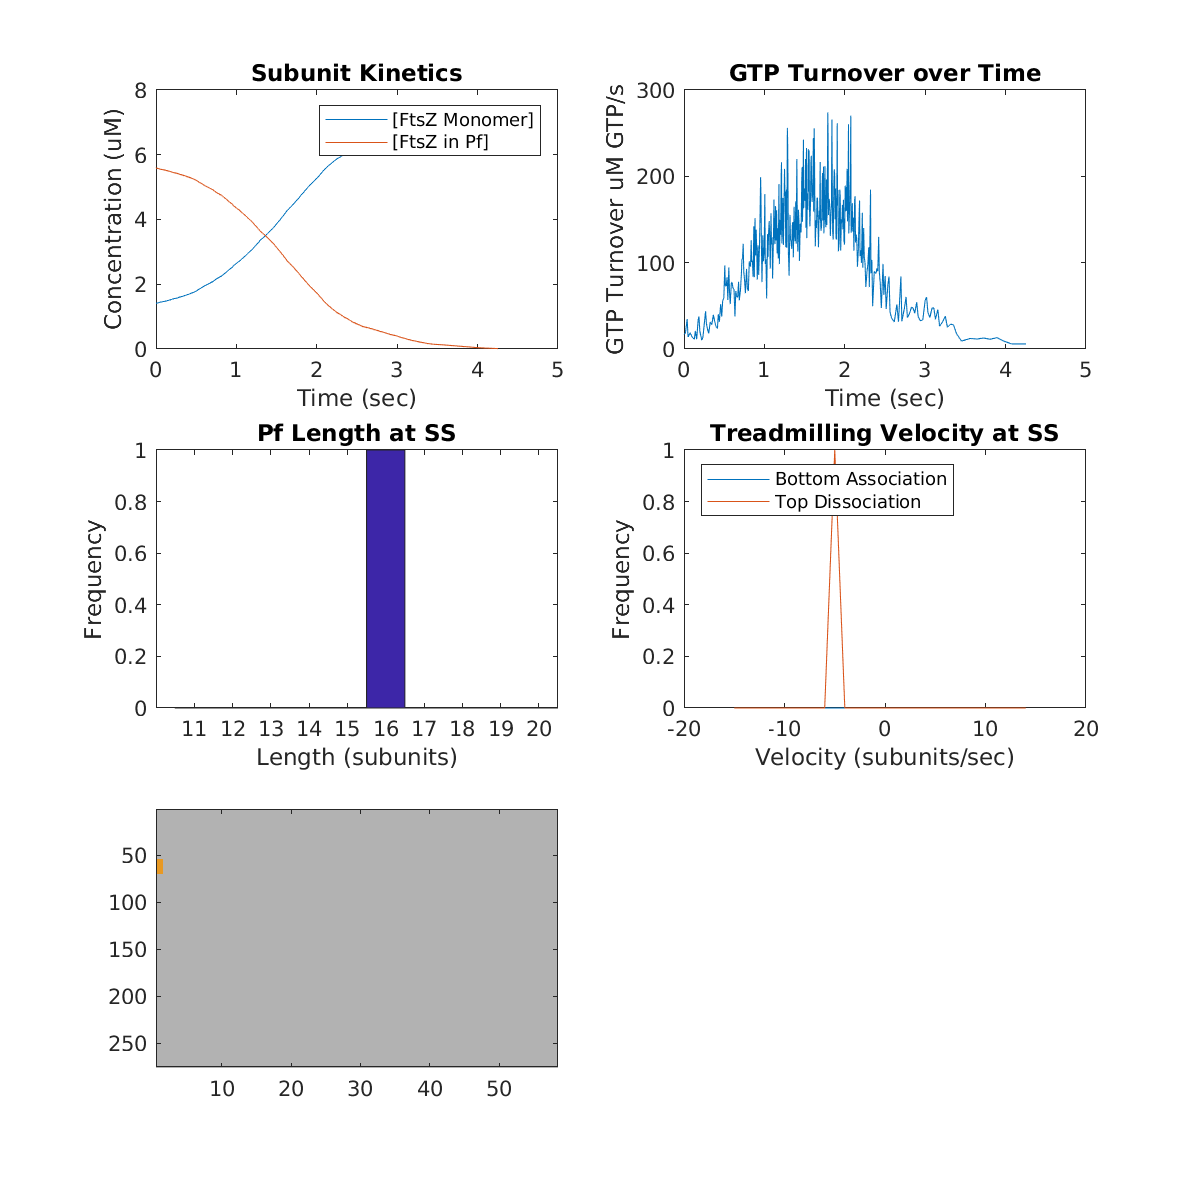 Subunit Kinetics
8
6
4
2
0
0 1 2 3 4 5
Concentration (uM)
Time (sec)
[FtsZ Monomer]
[FtsZ in Pf]
GTP Turnover over Time
300
200
100
0
0 1 2 3 4 5
GTP Turnover uM GTP/s
Time (sec)
Pf Length at SS
1
0.8
0.6
0.4
0.2
0
11 12 13 14 15 16 17 18 19 20
Frequency
Length (subunits)
Treadmilling Velocity at SS
1
0.8
0.6
0.4
0.2
0
-20 -10 0 10 20
Frequency
Velocity (subunits/sec)
Bottom Association
Top Dissociation
50
100
150
200
250
10 20 30 40 50